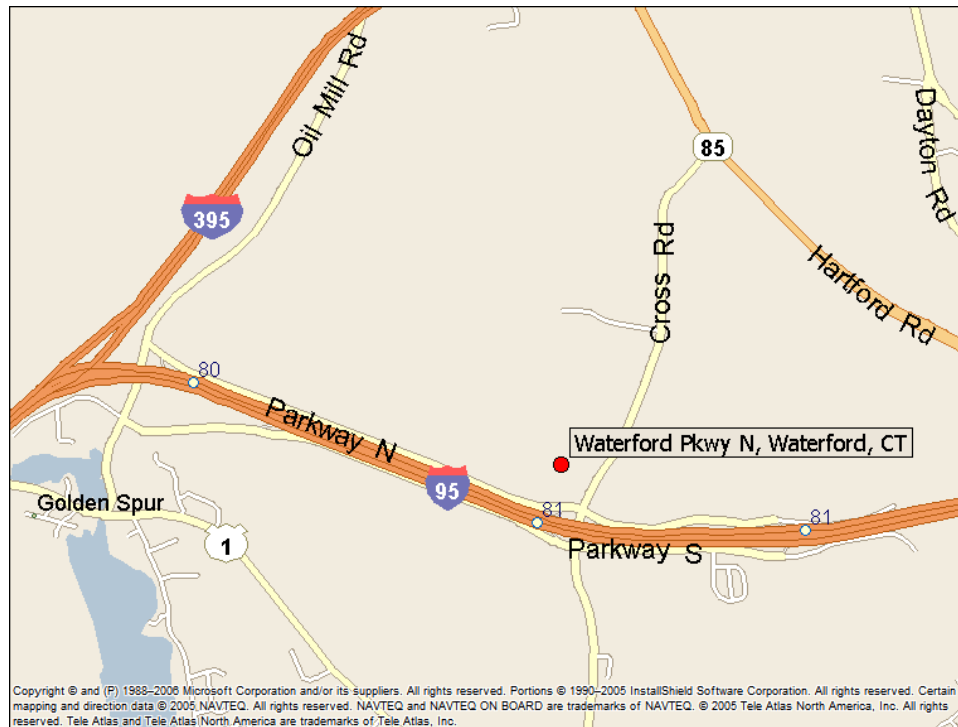 Oil Mill Rd
85
Dayton Rd
395
Cross Rd
Hartford Rd
80
Parkway N
Waterford Pkwy N, Waterford, CT
95
81
81
Golden Spur
1
Parkway S
Copyright © and (P) 1988–2006 Microsoft Corporation and/or its suppliers. All rights reserved. Portions © 1990–2005 InstallShield Software Corporation. All rights reserved. Certain
mapping and direction data © 2005 NAVTEQ. All rights reserved. NAVTEQ and NAVTEQ ON BOARD are trademarks of NAVTEQ. © 2005 Tele Atlas North America, Inc. All rights
reserved. Tele Atlas and Tele Atlas North America are trademarks of Tele Atlas, Inc.